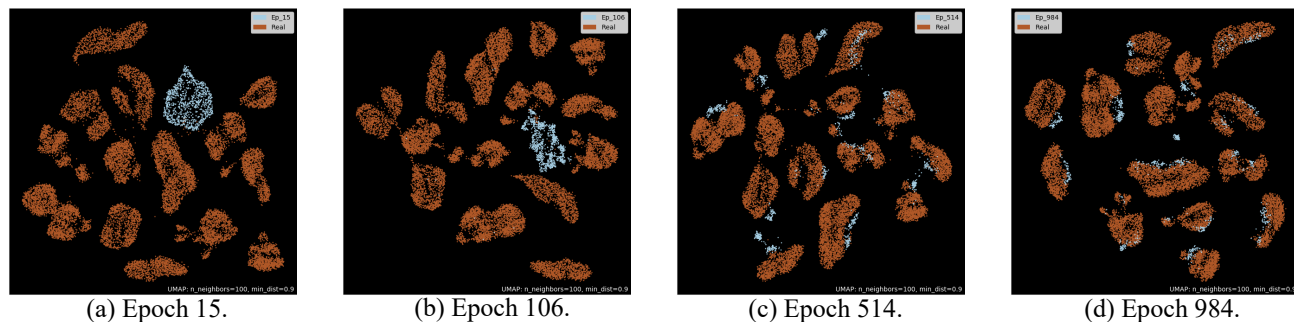 Ep_15
Real
UMAP: n_neighbors=100, min_dist=0.9
(a) Epoch 15.
Ep_106
Real
UMAP: n_neighbors=100, min_dist=0.9
(b) Epoch 106.
Ep_514
Real
UMAP: n_neighbors=100, min_dist=0.9
(c) Epoch 514.
Ep_984
Real
UMAP: n_neighbors=100, min_dist=0.9
(d) Epoch 984.